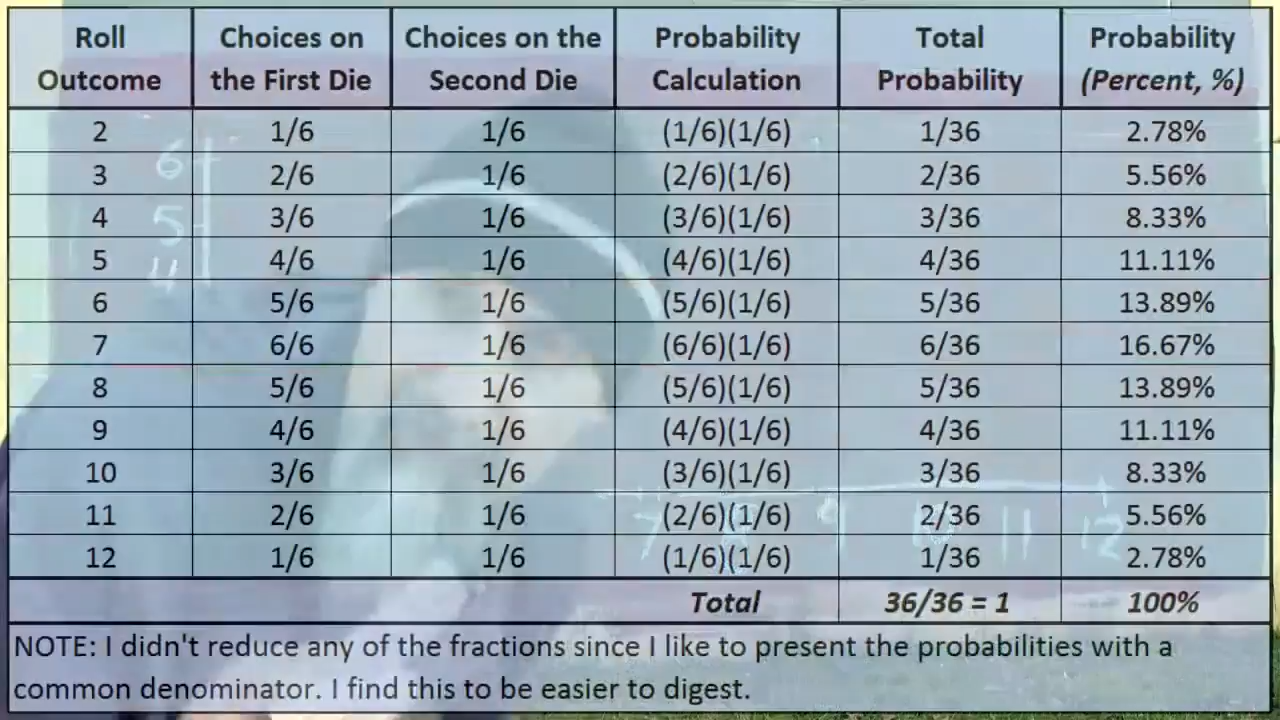 Roll Outcome | Choices on the First Die | Choices on the Second Die | Probability Calculation | Total Probability | Probability (Percent, %)
2 | 1/6 | 1/6 | (1/6)(1/6) | 1/36 | 2.78%
3 | 2/6 | 1/6 | (2/6)(1/6) | 2/36 | 5.56%
4 | 3/6 | 1/6 | (3/6)(1/6) | 3/36 | 8.33%
5 | 4/6 | 1/6 | (4/6)(1/6) | 4/36 | 11.11%
6 | 5/6 | 1/6 | (5/6)(1/6) | 5/36 | 13.89%
7 | 6/6 | 1/6 | (6/6)(1/6) | 6/36 | 16.67%
8 | 5/6 | 1/6 | (5/6)(1/6) | 5/36 | 13.89%
9 | 4/6 | 1/6 | (4/6)(1/6) | 4/36 | 11.11%
10 | 3/6 | 1/6 | (3/6)(1/6) | 3/36 | 8.33%
11 | 2/6 | 1/6 | (2/6)(1/6) | 2/36 | 5.56%
12 | 1/6 | 1/6 | (1/6)(1/6) | 1/36 | 2.78%
Total | 36/36 = 1 | 100%
NOTE: I didn't reduce any of the fractions since I like to present the probabilities with a
common denominator. I find this to be easier to digest.
6
5
7 8 9 10 11 12